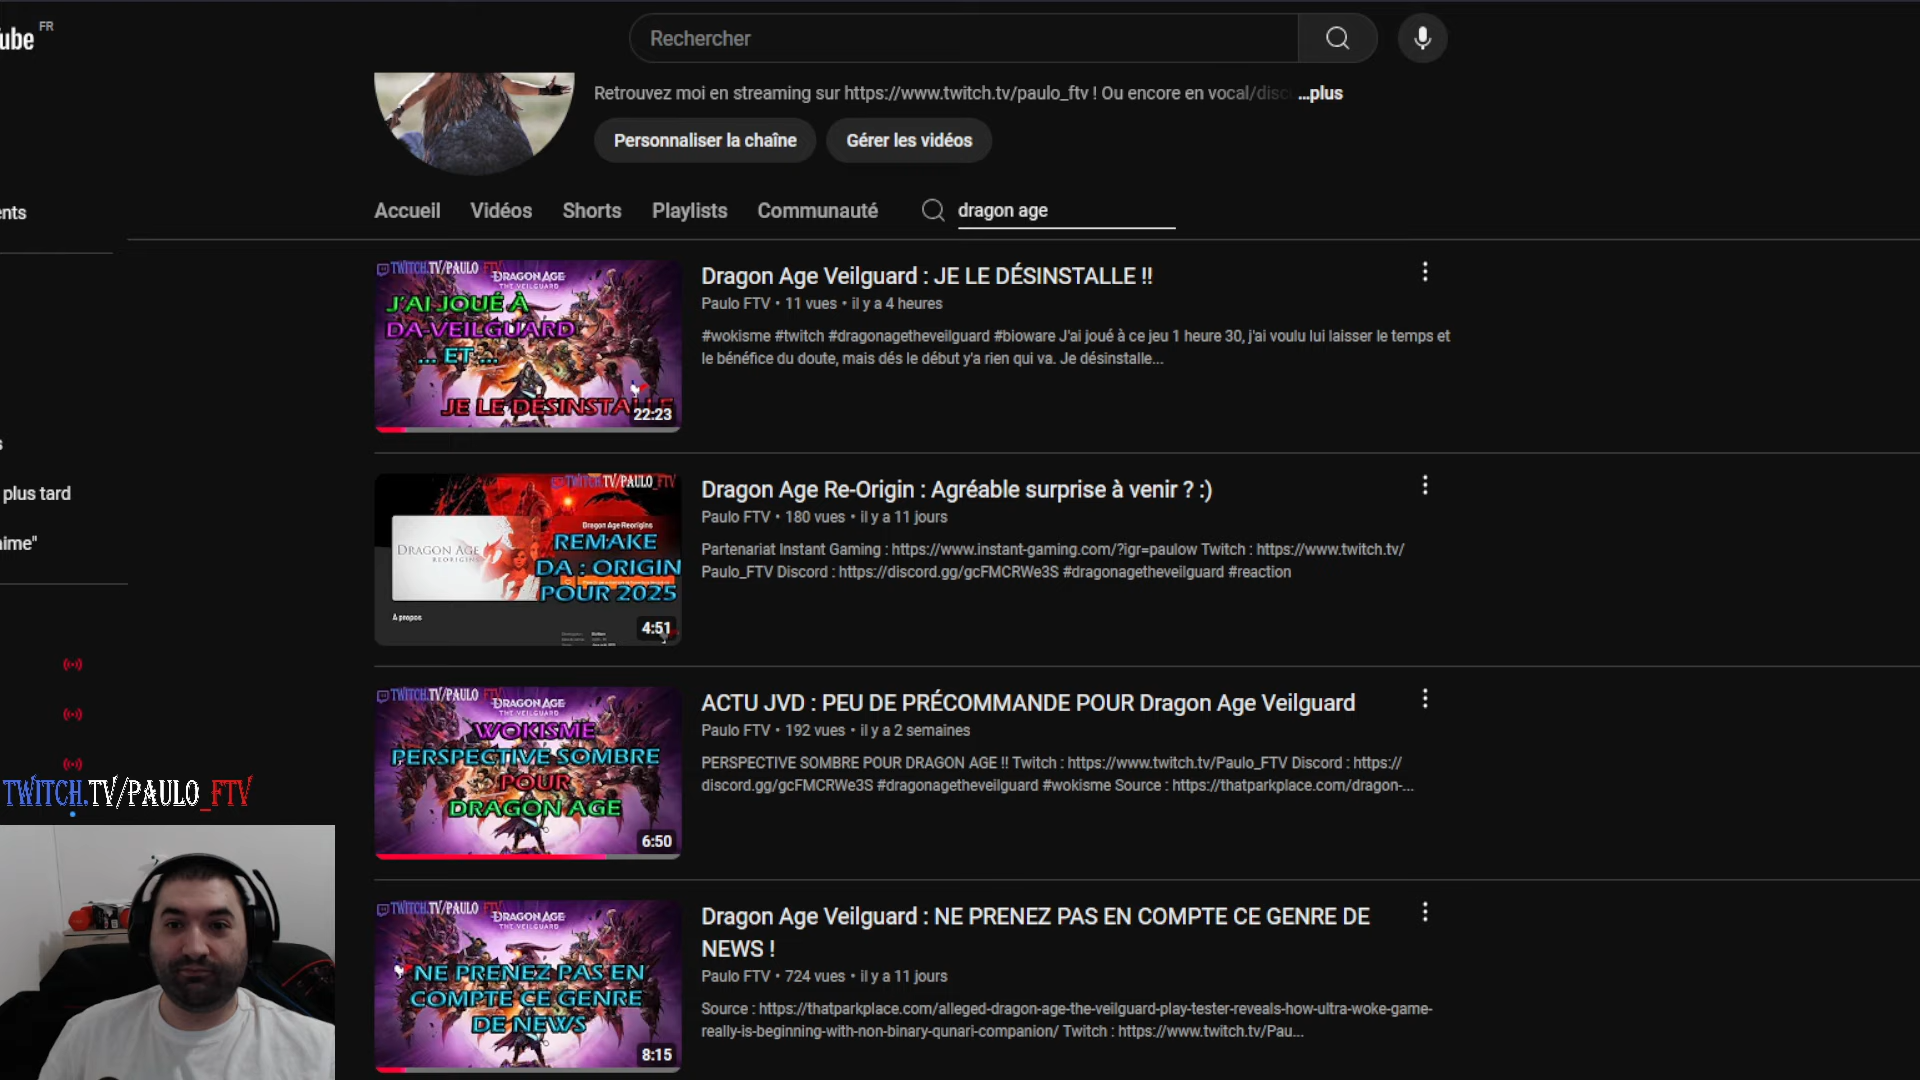 ube FR
Rechercher
Retrouvez moi en streaming sur https://www.twitch.tv/paulo_ftv ! Ou encore en vocal/disc ...plus
Personnaliser la chaîne
Gérer les vidéos
ents
Accueil Vidéos Shorts Playlists Communauté dragon age
TWITCH.TV/PAULO_FTV
DRAGON AGE
THE VEILGUARD
J'AI JOUÉ À
DA-VEILGUARD
... ET ...
JE LE DÉSINSTALLE
22:23
Dragon Age Veilguard : JE LE DÉSINSTALLE !!
Paulo FTV • 11 vues • il y a 4 heures
#wokisme #twitch #dragonagetheveilguard #bioware J'ai joué à ce jeu 1 heure 30, j'ai voulu lui laisser le temps et
le bénéfice du doute, mais dés le début y'a rien qui va. Je désinstalle...
s
plus tard
aime"
TWITCH.TV/PAULO_FTV
Dragon Age Reorigins
DRAGON AGE
REORIGINS
REMAKE
DA : ORIGIN
POUR 2025
A propos
4:51
Dragon Age Re-Origin : Agréable surprise à venir ? :)
Paulo FTV • 180 vues • il y a 11 jours
Partenariat Instant Gaming : https://www.instant-gaming.com/?igr=paulow Twitch : https://www.twitch.tv/
Paulo_FTV Discord : https://discord.gg/gcFMCRWe3S #dragonagetheveilguard #reaction
TWITCH.TV/PAULO_FTV
DRAGON AGE
THE VEILGUARD
WOKISME
PERSPECTIVE SOMBRE
POUR
DRAGON AGE
6:50
ACTU JVD : PEU DE PRÉCOMMANDE POUR Dragon Age Veilguard
Paulo FTV • 192 vues • il y a 2 semaines
PERSPECTIVE SOMBRE POUR DRAGON AGE !! Twitch : https://www.twitch.tv/Paulo_FTV Discord : https://
discord.gg/gcFMCRWe3S #dragonagetheveilguard #wokisme Source : https://thatparkplace.com/dragon-...
TWITCH.TV/PAULO_FTV
TWITCH.TV/PAULO_FTV
DRAGON AGE
THE VEILGUARD
NE PRENEZ PAS EN
COMPTE CE GENRE
DE NEWS
8:15
Dragon Age Veilguard : NE PRENEZ PAS EN COMPTE CE GENRE DE
NEWS !
Paulo FTV • 724 vues • il y a 11 jours
Source : https://thatparkplace.com/alleged-dragon-age-the-veilguard-play-tester-reveals-how-ultra-woke-game-
really-is-beginning-with-non-binary-qunari-companion/ Twitch : https://www.twitch.tv/Pau...